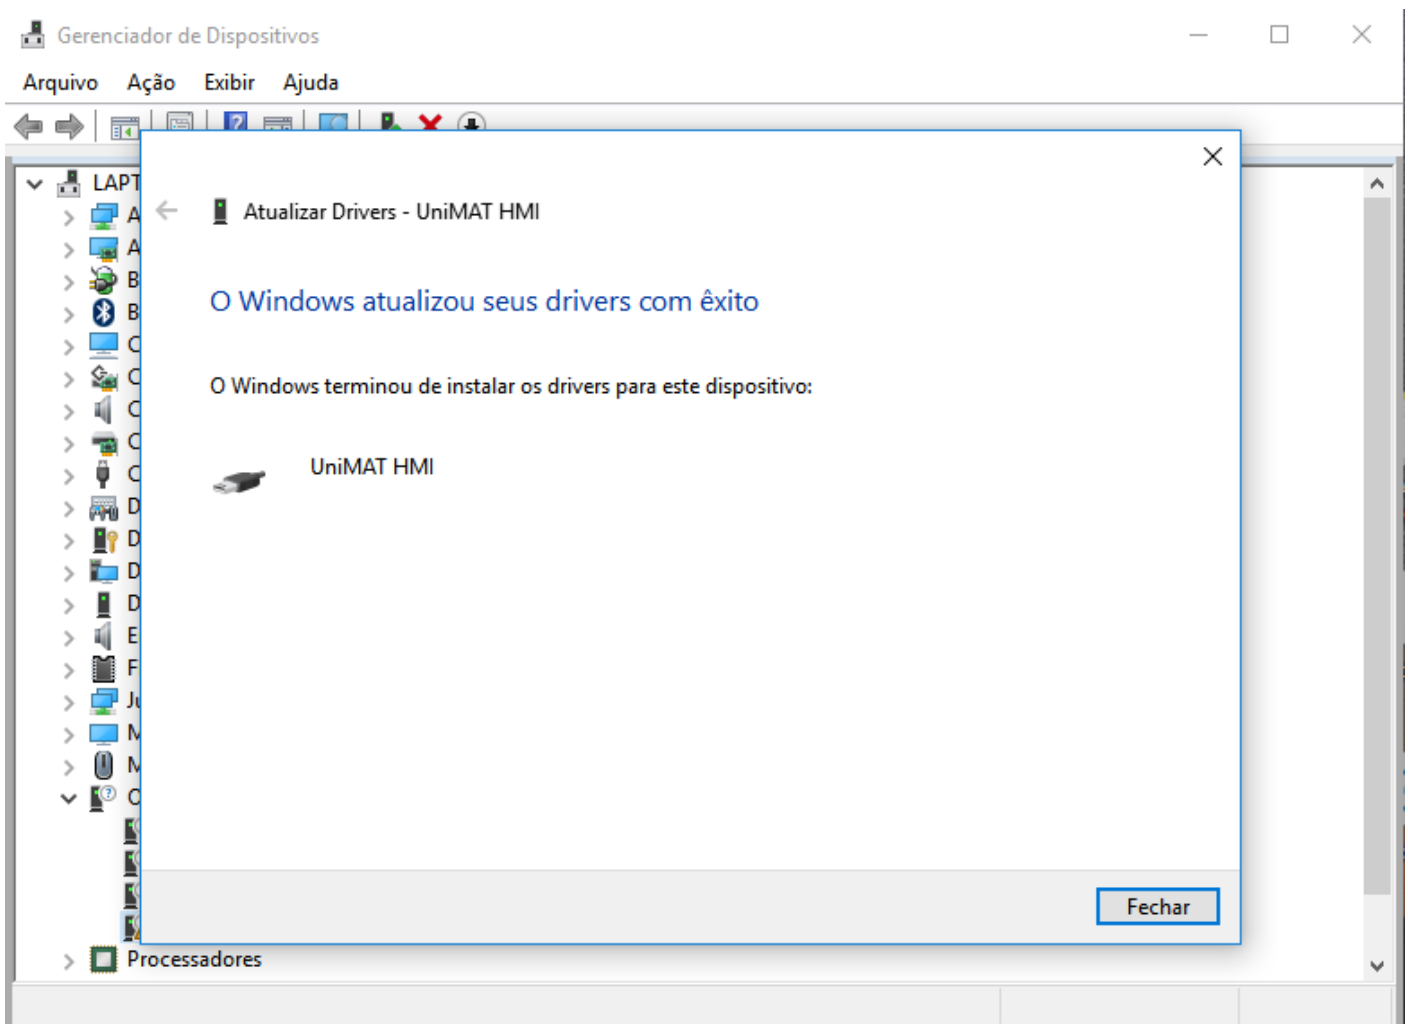 Gerenciador de Dispositivos
Arquivo Ação Exibir Ajuda
LAPT
A
A
B
B
C
C
C
C
C
D
D
D
D
E
F
Ju
M
M
O
Processadores
Atualizar Drivers - UniMAT HMI
O Windows atualizou seus drivers com êxito
O Windows terminou de instalar os drivers para este dispositivo:
UniMAT HMI
Fechar